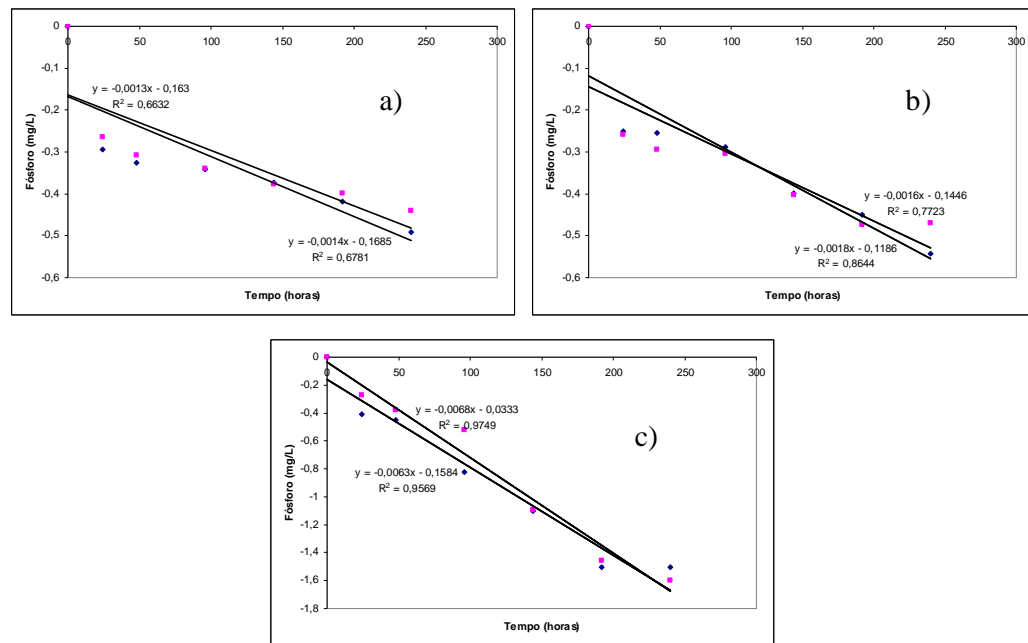 0
0 50 100 150 200 250 300
-0,1
-0,2
-0,3
-0,4
-0,5
-0,6
Fósforo (mg/L)
Tempo (horas)
y = -0,0013x - 0,163
R² = 0,6632
a)
y = -0,0014x - 0,1685
R² = 0,6781
0
0 50 100 150 200 250 300
-0,1
-0,2
-0,3
-0,4
-0,5
-0,6
Fósforo (mg/L)
Tempo (horas)
b)
y = -0,0016x - 0,1446
R² = 0,7723
y = -0,0018x - 0,1186
R² = 0,8644
0
0 50 100 150 200 250 300
-0,2
-0,4
-0,6
-0,8
-1
-1,2
-1,4
-1,6
-1,8
Fósforo (mg/L)
Tempo (horas)
y = -0,0068x - 0,0333
R² = 0,9749
c)
y = -0,0063x - 0,1584
R² = 0,9569